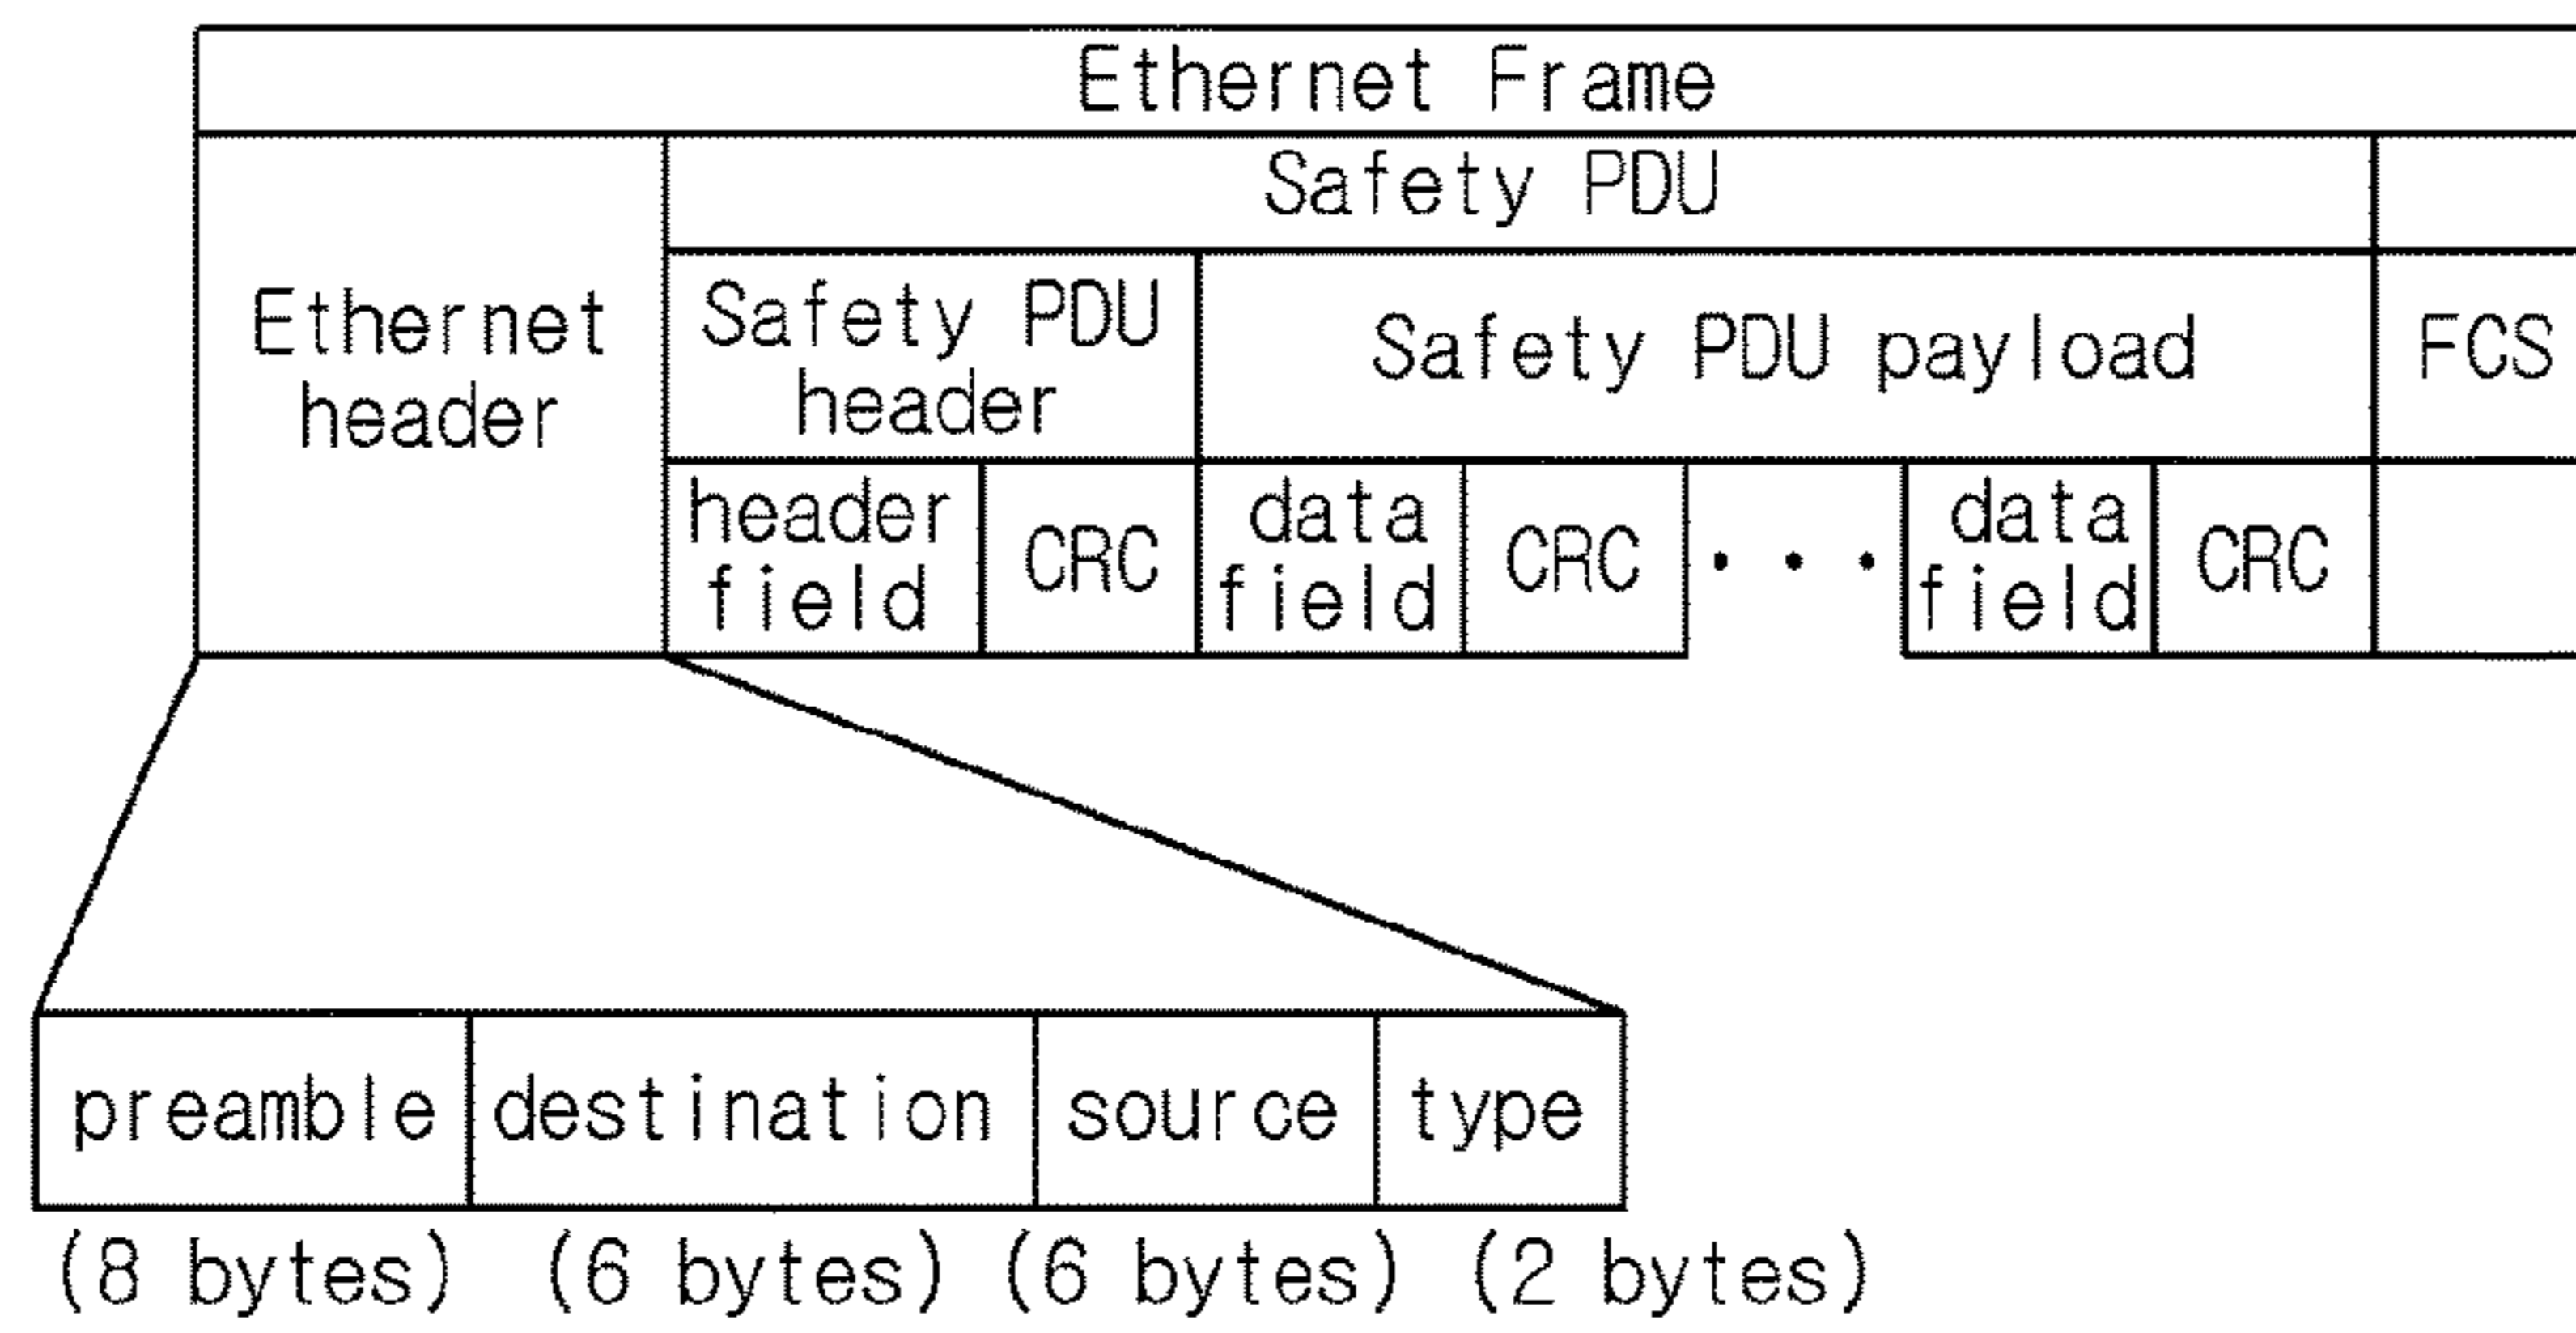 Ethernet Frame
Safety PDU
Ethernet
header
Safety PDU
header
Safety PDU payload
FCS
header
field
CRC
data
field
CRC
• • •
data
field
CRC
preamble
destination
source
type
(8 bytes)
(6 bytes)
(6 bytes)
(2 bytes)